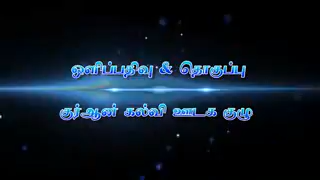 ஒளிப்பதிவு & தொகுப்பு
குர்ஆன் கல்வி ஊடக குழு